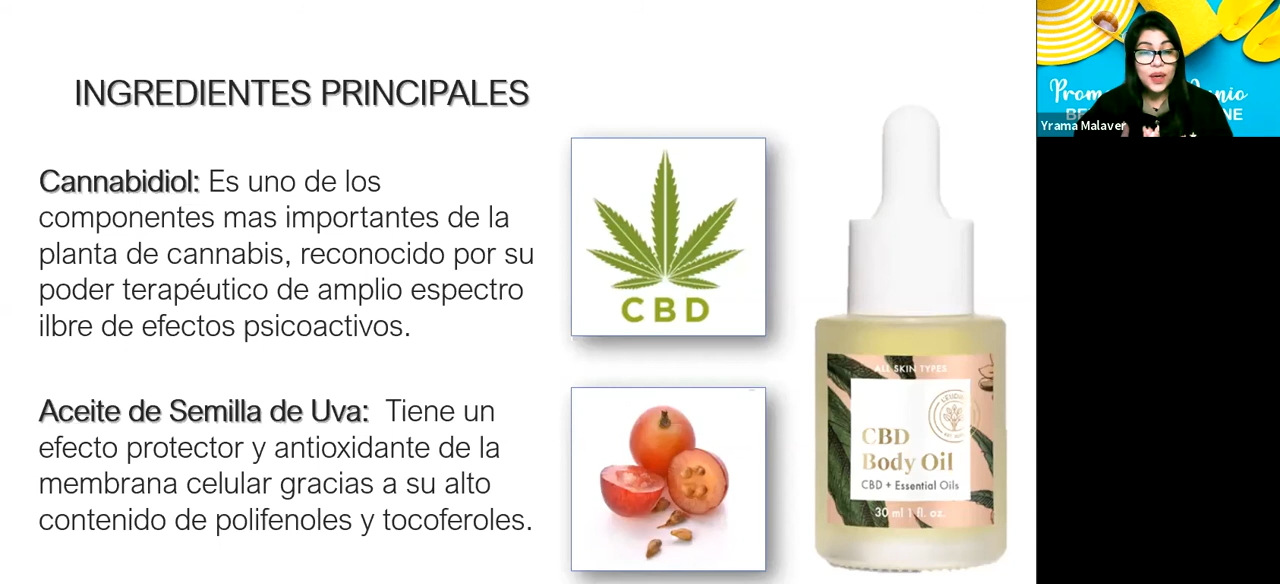 INGREDIENTES PRINCIPALES
Cannabidiol: Es uno de los
componentes mas importantes de la
planta de cannabis, reconocido por su
poder terapéutico de amplio espectro
ilbre de efectos psicoactivos.
CBD
Aceite de Semilla de Uva: Tiene un
efecto protector y antioxidante de la
membrana celular gracias a su alto
contenido de polifenoles y tocoferoles.
ALL SKIN TYPES
CBD
Body Oil
CBD + Essential Oils
30 ml 1 fl. oz.
Yrama Malaver